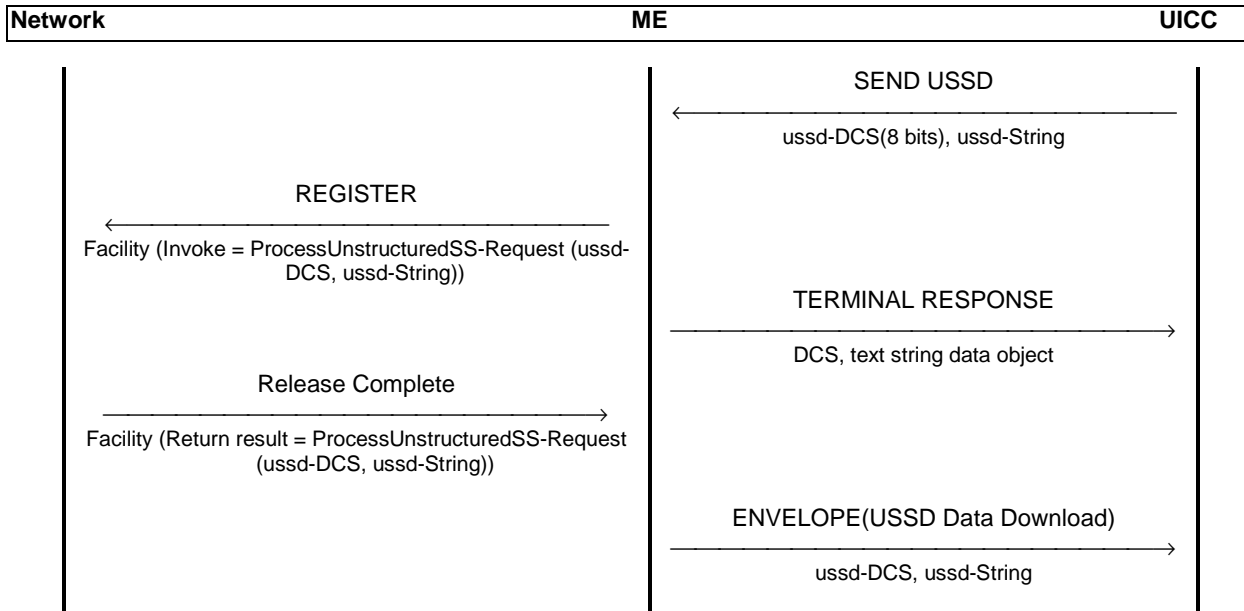 Network ME UICC
SEND USSD
ussd-DCS(8 bits), ussd-String
REGISTER
Facility (Invoke = ProcessUnstructuredSS-Request (ussd-
DCS, ussd-String))
TERMINAL RESPONSE
DCS, text string data object
Release Complete
Facility (Return result = ProcessUnstructuredSS-Request
(ussd-DCS, ussd-String))
ENVELOPE(USSD Data Download)
ussd-DCS, ussd-String